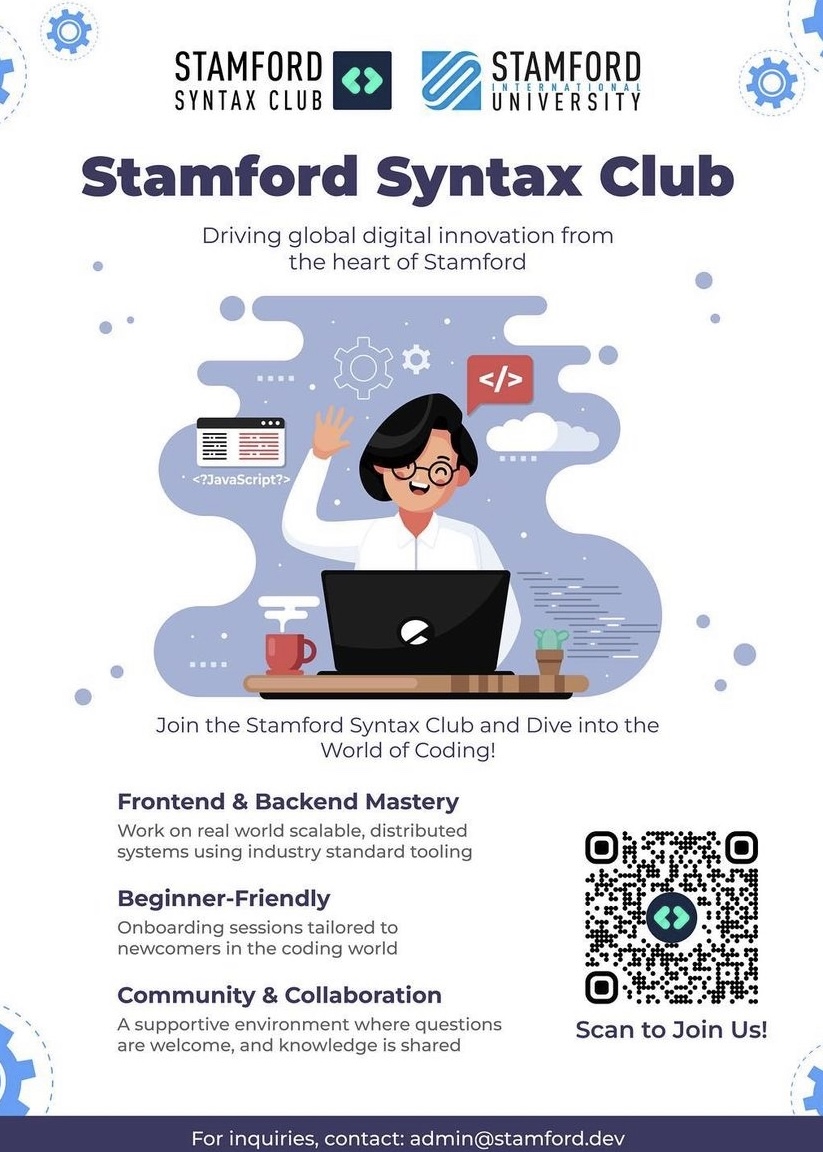 STAMFORD
SYNTAX CLUB
STAMFORD
INTERNATIONAL
UNIVERSITY
Stamford Syntax Club
Driving global digital innovation from
the heart of Stamford
</>
<?JavaScript?>
Join the Stamford Syntax Club and Dive into the
World of Coding!
Frontend & Backend Mastery
Work on real world scalable, distributed
systems using industry standard tooling
Beginner-Friendly
Onboarding sessions tailored to
newcomers in the coding world
Community & Collaboration
A supportive environment where questions
are welcome, and knowledge is shared
Scan to Join Us!
For inquiries, contact: admin@stamford.dev